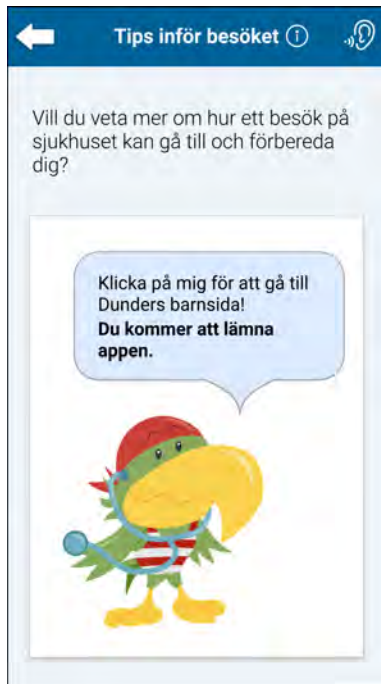 Tips inför besöket
Vill du veta mer om hur ett besök på
sjukhuset kan gå till och förbereda
dig?
Klicka på mig för att gå till
Dunders barnsida!
Du kommer att lämna
appen.